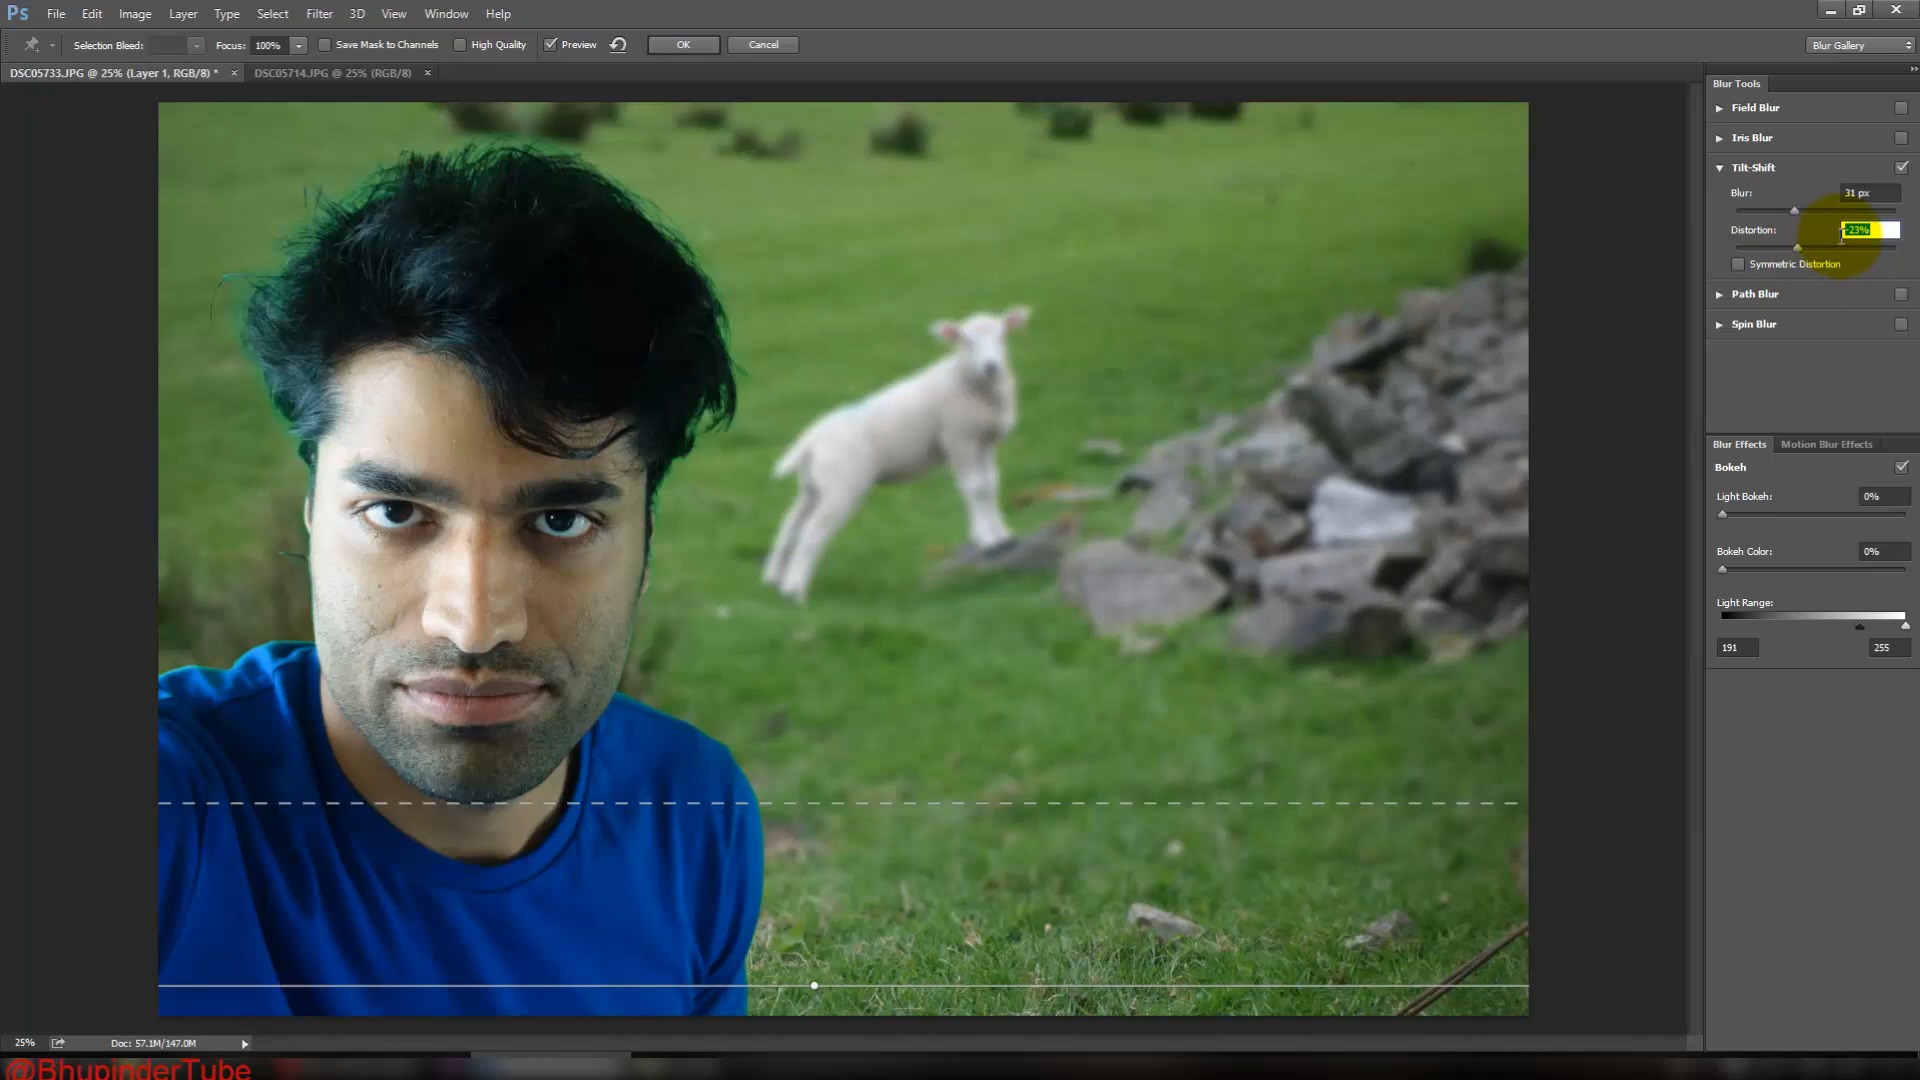 Ps File Edit Image Layer Type Select Filter 3D View Window Help
Selection Bleed: Focus: 100% Save Mask to Channels High Quality Preview OK Cancel Blur Gallery
DSC05733.JPG @ 25% (Layer 1, RGB/8) * × DSC05714.JPG @ 25% (RGB/8) ×
Blur Tools
Field Blur
Iris Blur
Tilt-Shift
Blur: 31 px
Distortion: -23%
Symmetric Distortion
Path Blur
Spin Blur
Blur Effects Motion Blur Effects
Bokeh
Light Bokeh: 0%
Bokeh Color: 0%
Light Range:
191 255
25% Doc: 57.1M/147.0M
@BhupinderTube